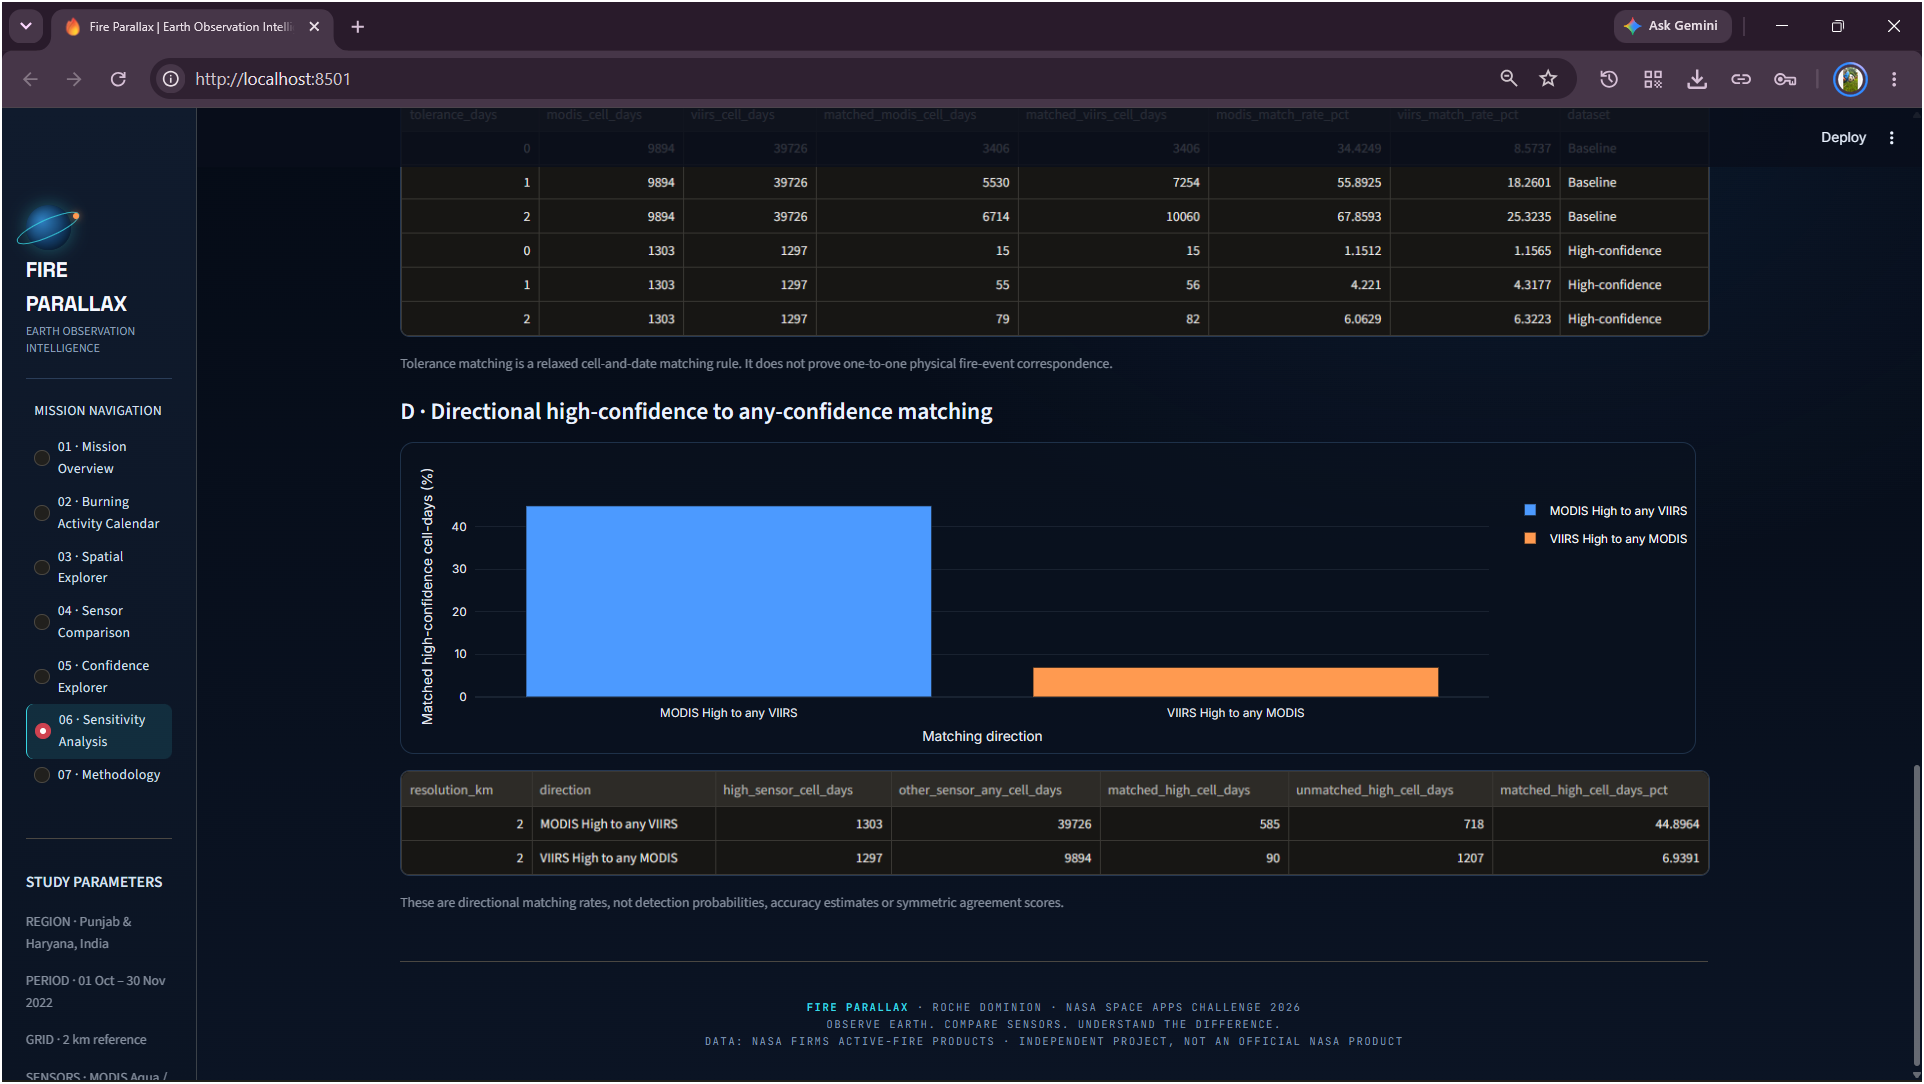 Fire Parallax | Earth Observation Intelli
Ask Gemini
http://localhost:8501
Deploy
FIRE
PARALLAX
EARTH OBSERVATION
INTELLIGENCE
MISSION NAVIGATION
01 · Mission
Overview
02 · Burning
Activity Calendar
03 · Spatial
Explorer
04 · Sensor
Comparison
05 · Confidence
Explorer
06 · Sensitivity
Analysis
07 · Methodology
STUDY PARAMETERS
REGION · Punjab &
Haryana, India
PERIOD · 01 Oct – 30 Nov
2022
GRID · 2 km reference
SENSORS · MODIS Aqua /
tolerance_days modis_cell_days viirs_cell_days matched_modis_cell_days matched_viirs_cell_days modis_match_rate_pct viirs_match_rate_pct dataset
0 9894 39726 3406 3406 34.4249 8.5737 Baseline
1 9894 39726 5530 7254 55.8925 18.2601 Baseline
2 9894 39726 6714 10060 67.8593 25.3235 Baseline
0 1303 1297 15 15 1.1512 1.1565 High-confidence
1 1303 1297 55 56 4.221 4.3177 High-confidence
2 1303 1297 79 82 6.0629 6.3223 High-confidence
Tolerance matching is a relaxed cell-and-date matching rule. It does not prove one-to-one physical fire-event correspondence.
D · Directional high-confidence to any-confidence matching
Matched high-confidence cell-days (%)
40
30
20
10
0
MODIS High to any VIIRS
VIIRS High to any MODIS
Matching direction
MODIS High to any VIIRS
VIIRS High to any MODIS
resolution_km direction high_sensor_cell_days other_sensor_any_cell_days matched_high_cell_days unmatched_high_cell_days matched_high_cell_days_pct
2 MODIS High to any VIIRS 1303 39726 585 718 44.8964
2 VIIRS High to any MODIS 1297 9894 90 1207 6.9391
These are directional matching rates, not detection probabilities, accuracy estimates or symmetric agreement scores.
FIRE PARALLAX · ROCHE DOMINION · NASA SPACE APPS CHALLENGE 2026
OBSERVE EARTH. COMPARE SENSORS. UNDERSTAND THE DIFFERENCE.
DATA: NASA FIRMS ACTIVE-FIRE PRODUCTS · INDEPENDENT PROJECT, NOT AN OFFICIAL NASA PRODUCT